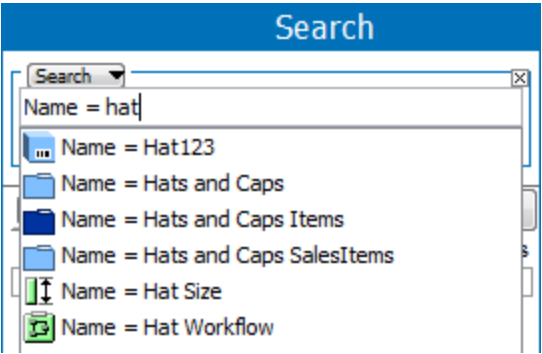 Search
Search
Name = hat
Name = Hat123
Name = Hats and Caps
Name = Hats and Caps Items
Name = Hats and Caps SalesItems
Name = Hat Size
Name = Hat Workflow